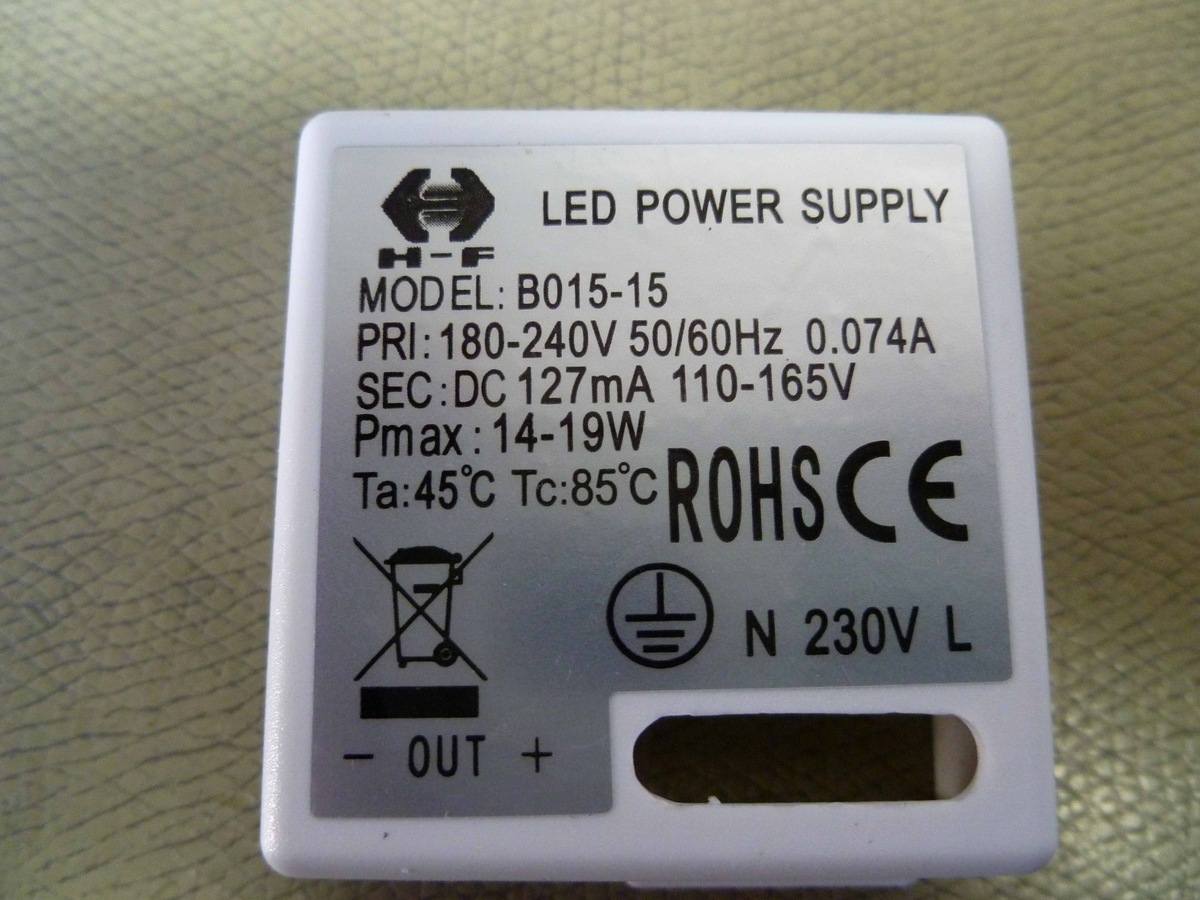 H-F
LED POWER SUPPLY
MODEL: B015-15
PRI: 180-240V 50/60Hz 0.074A
SEC: DC 127mA 110-165V
Pmax: 14-19W
Ta:45℃ Tc:85℃ ROHS CE
N 230V L
- OUT +